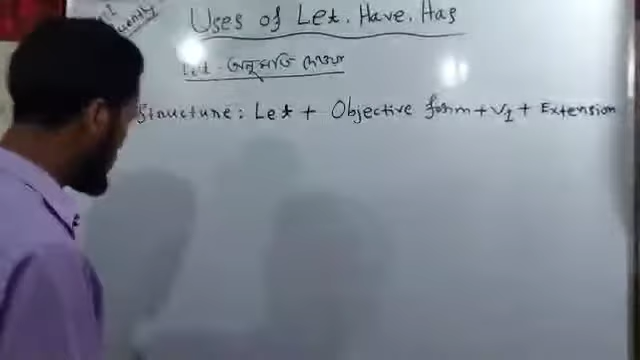 Uses of Let. Have. Has
Let - অনুমতি দেওয়া
Structure: Let + Objective form + V1 + Extension